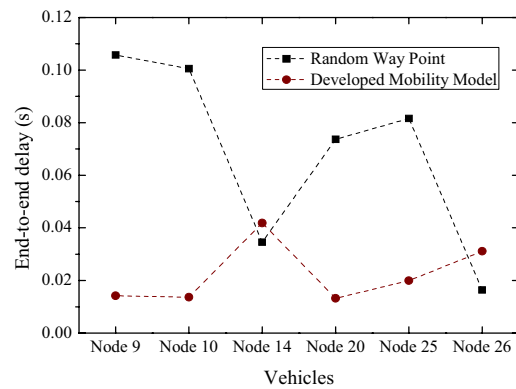 0.12
0.10
0.08
0.06
0.04
0.02
0.00
End-to-end delay (s)
Random Way Point
Developed Mobility Model
Node 9 Node 10 Node 14 Node 20 Node 25 Node 26
Vehicles